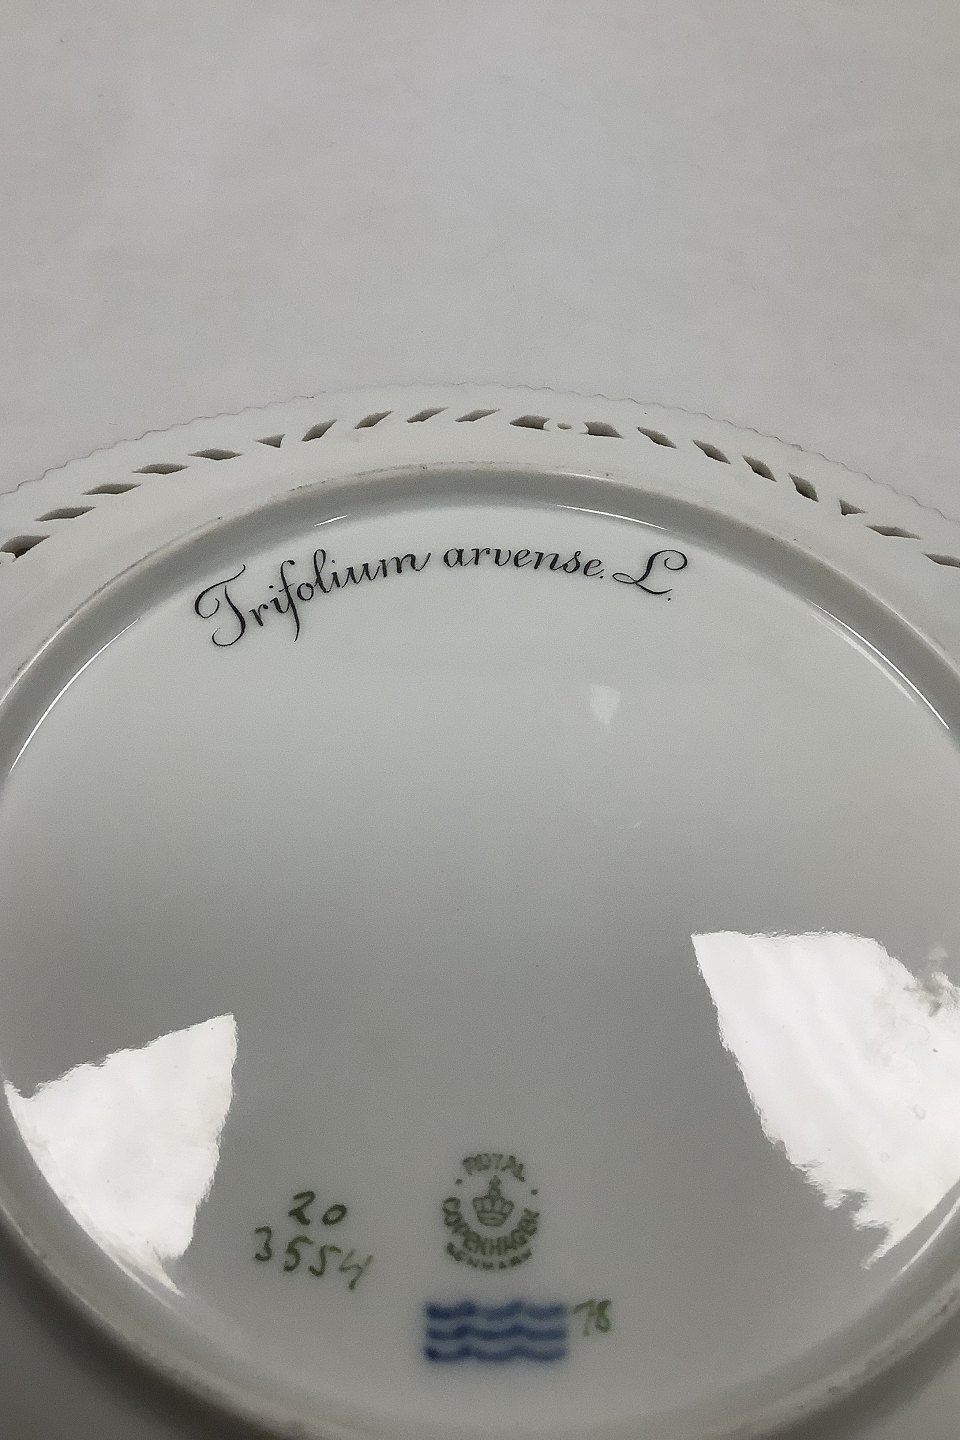 Trifolium arvense. L.
ROYAL
COPENHAGEN
DENMARK
20
3554
78